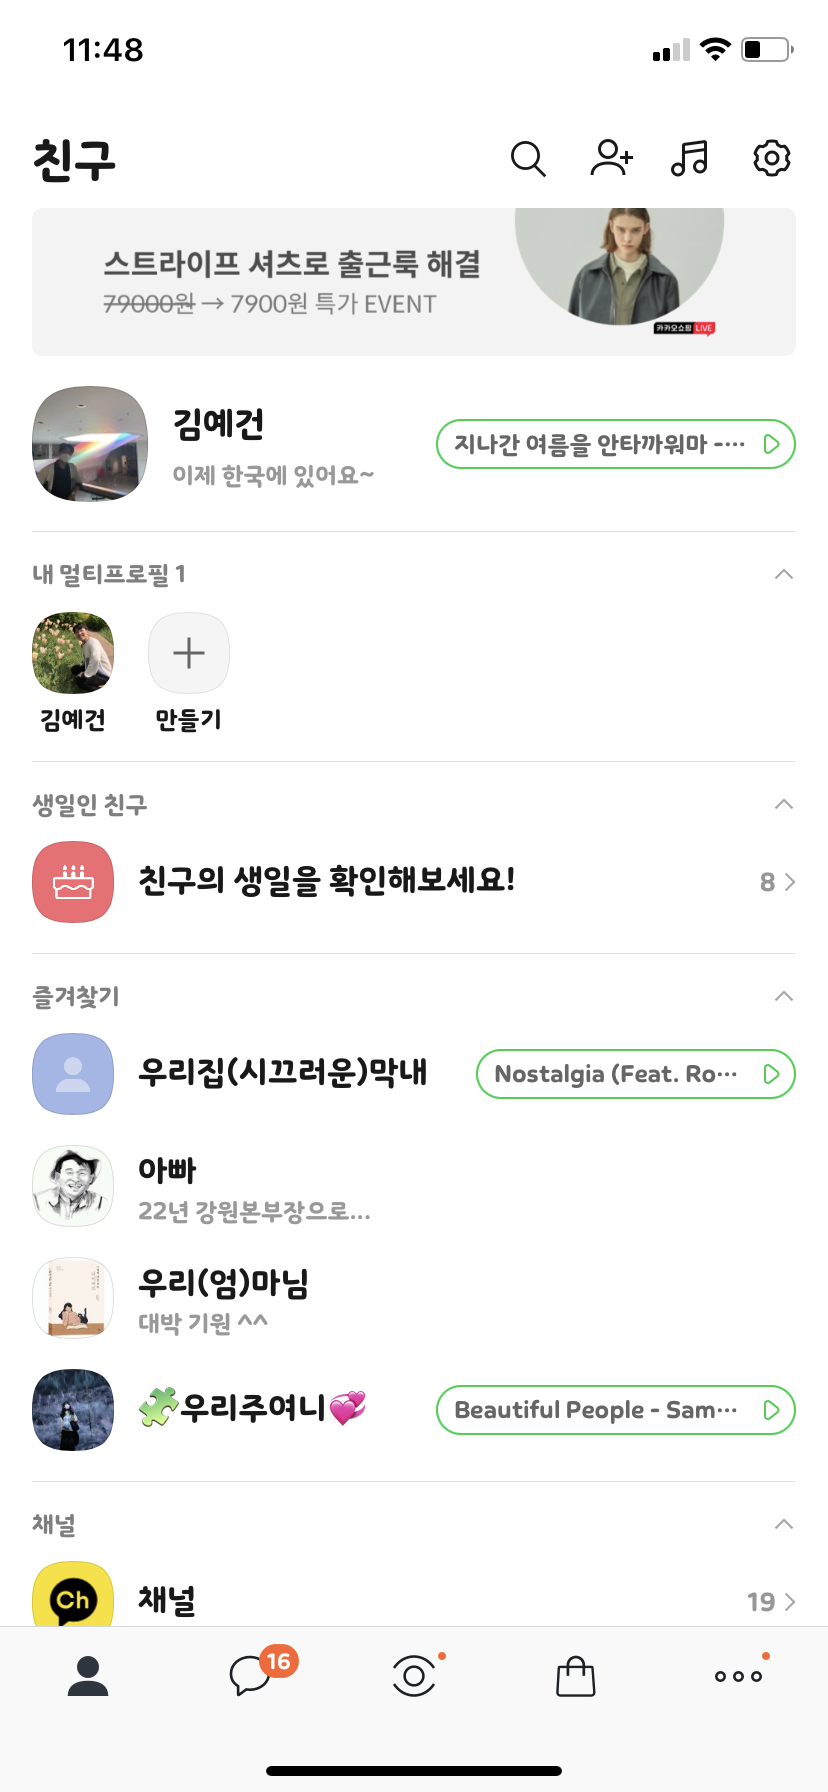 11:48
친구
스트라이프 셔츠로 출근룩 해결
79000원 → 7900원 특가 EVENT
카카오쇼핑 LIVE
김예건
이제 한국에 있어요~
지나간 여름을 안타까워마 -···
내 멀티프로필 1
김예건
만들기
생일인 친구
친구의 생일을 확인해보세요!
8
즐겨찾기
우리집(시끄러운)막내
Nostalgia (Feat. Ro···
아빠
22년 강원본부장으로...
우리(엄)마님
대박 기원 ^^
🧩우리주여니💞
Beautiful People - Sam···
채널
Ch
채널
19
16